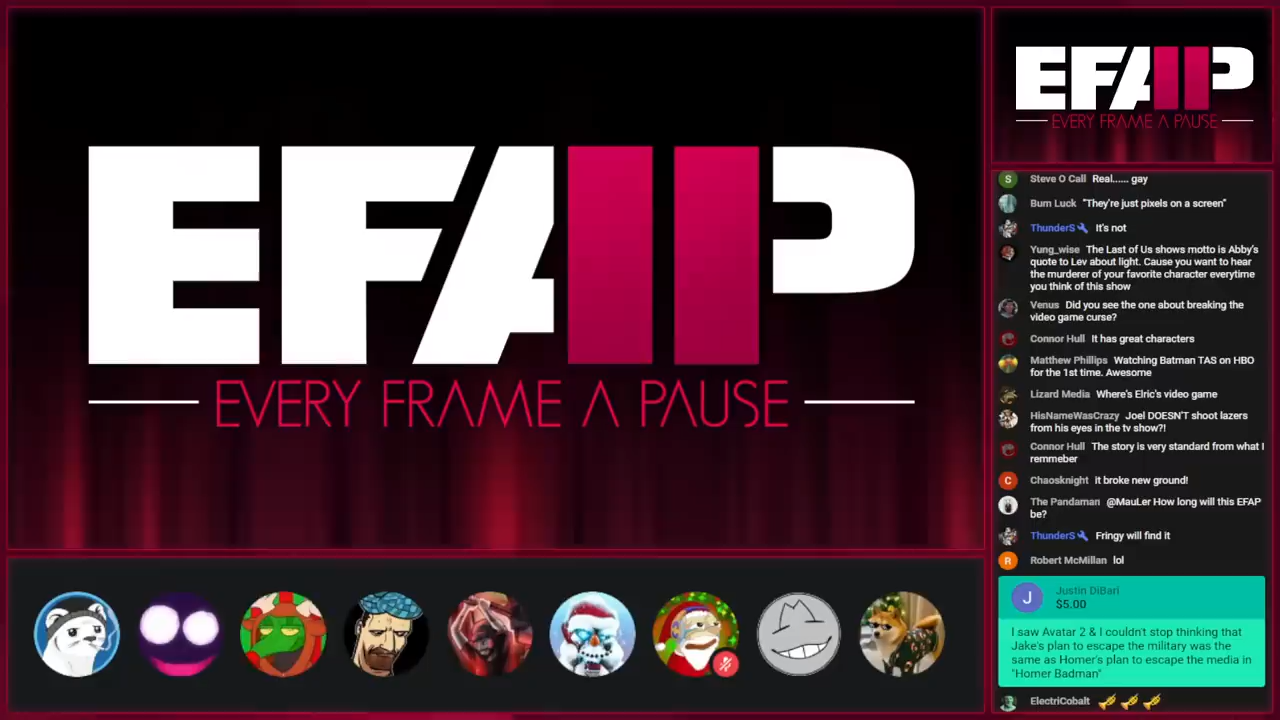 EFAP
EVERY FRAME A PAUSE
EFAP
EVERY FRAME A PAUSE
S
Steve O Call Real...... gay
Bum Luck "They're just pixels on a screen"
ThunderS It's not
Yung_wise The Last of Us shows motto is Abby's
quote to Lev about light. Cause you want to hear
the murderer of your favorite character everytime
you think of this show
Venus Did you see the one about breaking the
video game curse?
Connor Hull It has great characters
Matthew Phillips Watching Batman TAS on HBO
for the 1st time. Awesome
Lizard Media Where's Elric's video game
HisNameWasCrazy Joel DOESN'T shoot lazers
from his eyes in the tv show?!
Connor Hull The story is very standard from what I
remmeber
C
Chaosknight it broke new ground!
The Pandaman @MauLer How long will this EFAP
be?
ThunderS Fringy will find it
R
Robert McMillan lol
J
Justin DiBari
$5.00
I saw Avatar 2 & I couldn't stop thinking that
Jake's plan to escape the military was the
same as Homer's plan to escape the media in
"Homer Badman"
ElectriCobalt